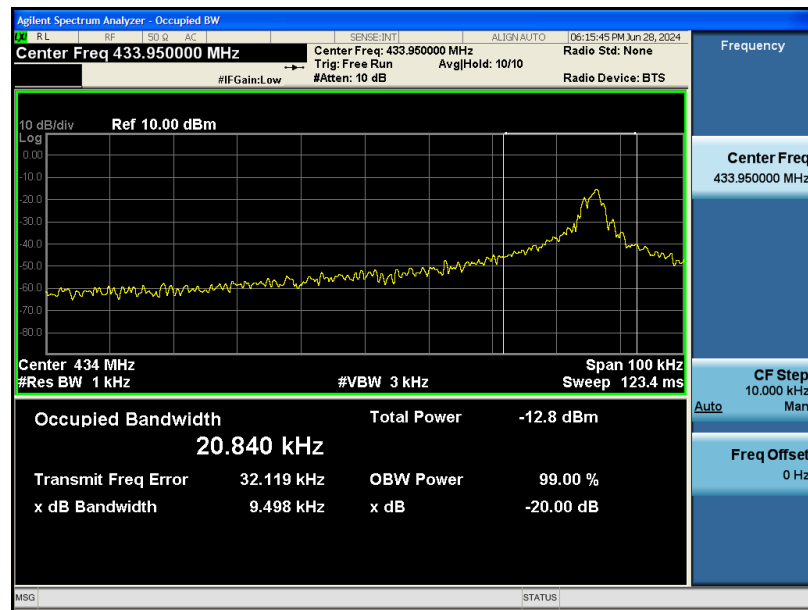 Agilent Spectrum Analyzer - Occupied BW
LXI RL RF 50 Ω AC SENSE:INT ALIGN AUTO 06:15:45 PM Jun 28, 2024
Center Freq 433.950000 MHz
Center Freq: 433.950000 MHz Radio Std: None
Trig: Free Run Avg|Hold: 10/10
#IFGain:Low #Atten: 10 dB Radio Device: BTS
10 dB/div Ref 10.00 dBm
Log
0.00
-10.0
-20.0
-30.0
-40.0
-50.0
-60.0
-70.0
-80.0
Center 434 MHz Span 100 kHz
#Res BW 1 kHz #VBW 3 kHz Sweep 123.4 ms
Occupied Bandwidth Total Power -12.8 dBm
20.840 kHz
Transmit Freq Error 32.119 kHz OBW Power 99.00 %
x dB Bandwidth 9.498 kHz x dB -20.00 dB
MSG STATUS
Frequency
Center Freq
433.950000 MHz
CF Step
10.000 kHz
Auto Man
Freq Offset
0 Hz